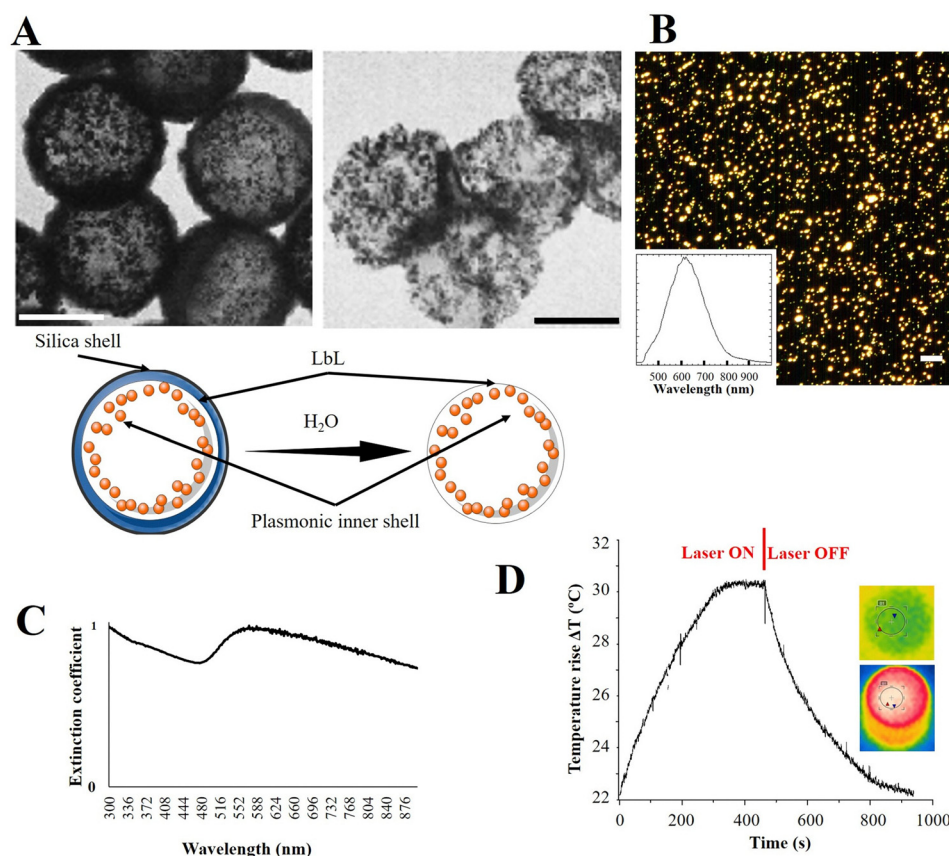 A
B
Silica shell
LbL
H₂O
Plasmonic inner shell
400 500 600 700 800 900
Wavelength (nm)
C
Extinction coefficient
1
0
300 336 372 408 444 480 516 552 588 624 660 696 732 768 804 840 876
Wavelength (nm)
D
Laser ON
Laser OFF
Temperature rise ΔT (ºC)
32
30
28
26
24
22
0 200 400 600 800 1000
Time (s)